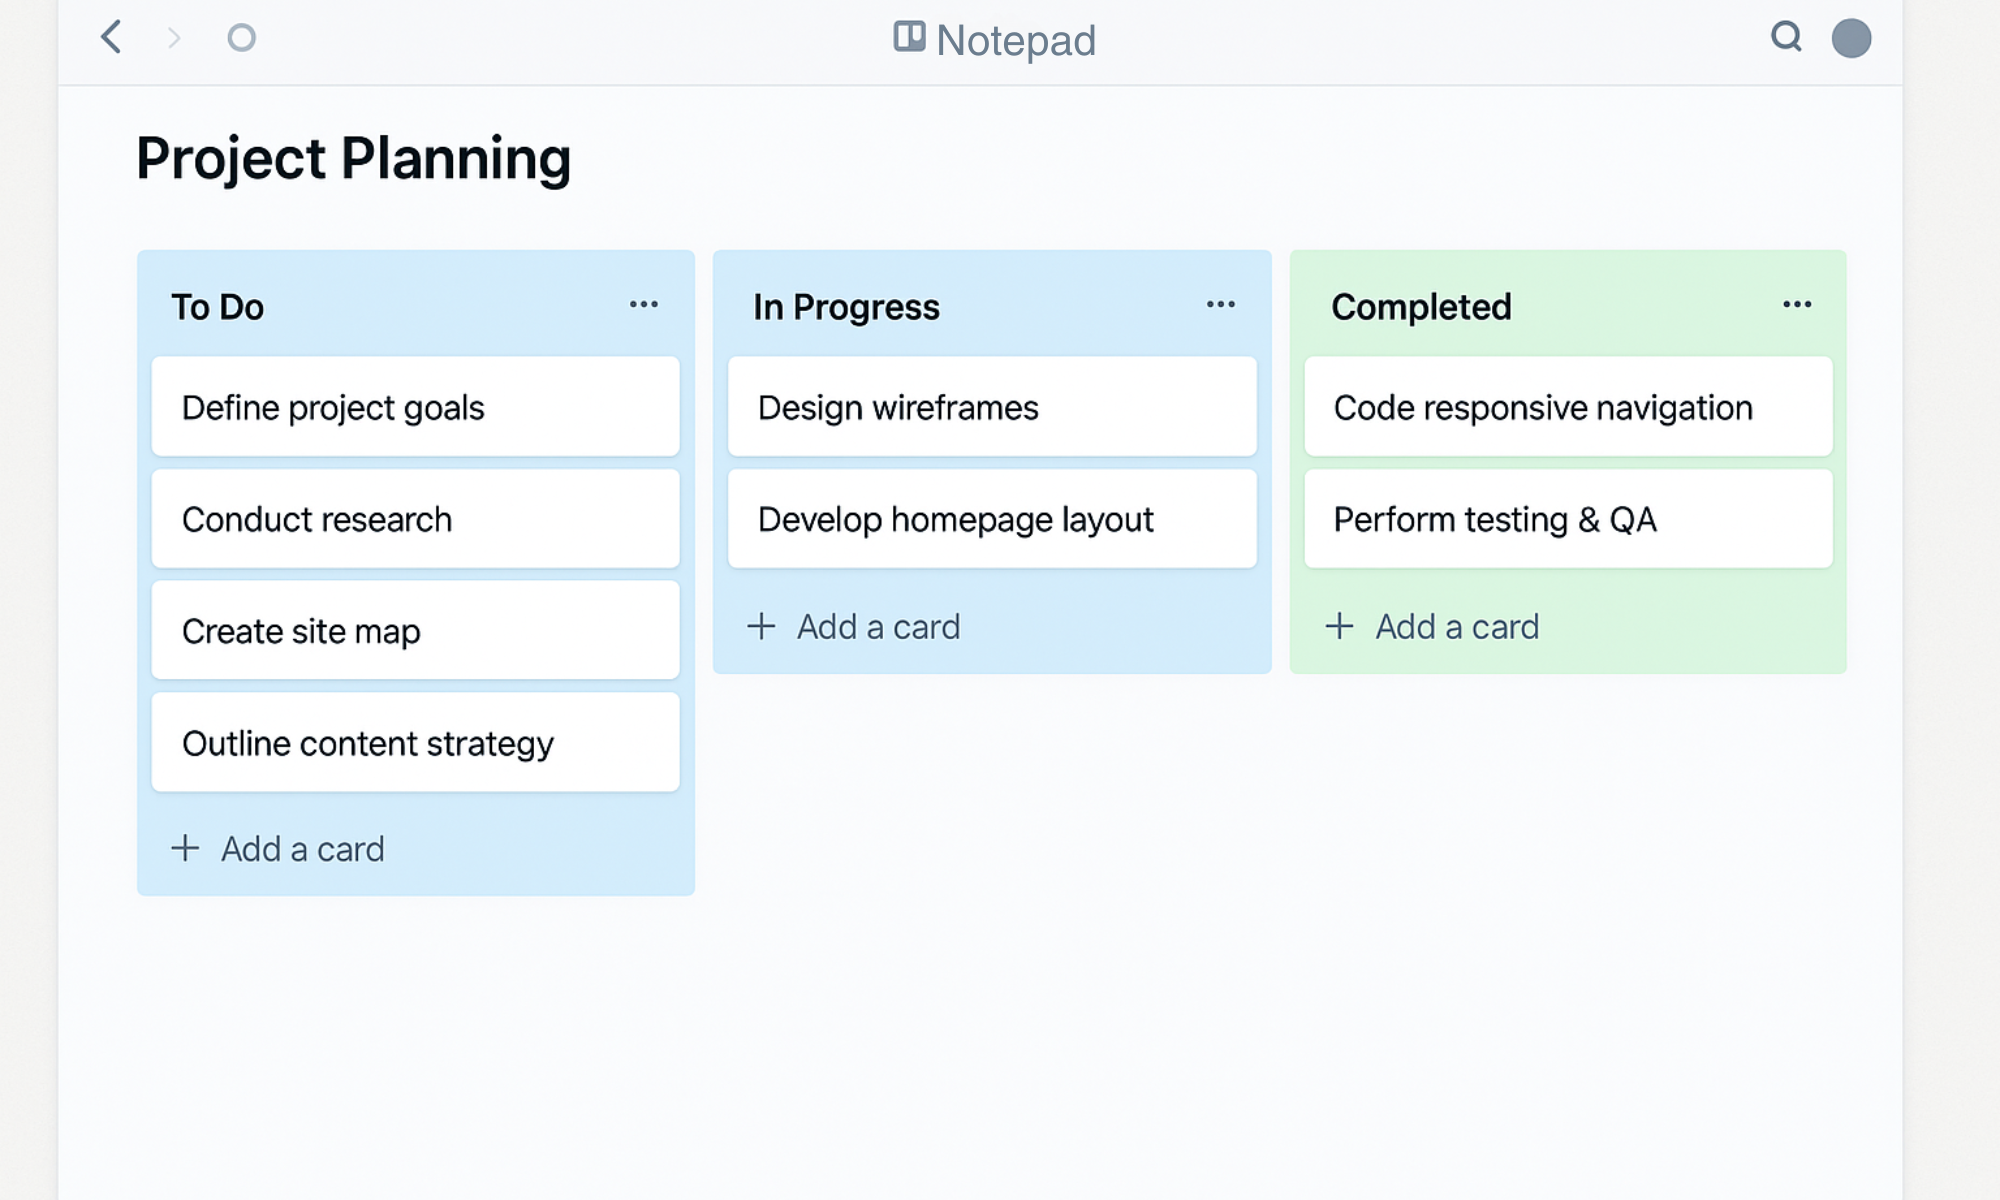 Notepad
Project Planning
To Do
Define project goals
Conduct research
Create site map
Outline content strategy
Add a card
In Progress
Design wireframes
Develop homepage layout
Add a card
Completed
Code responsive navigation
Perform testing & QA
Add a card